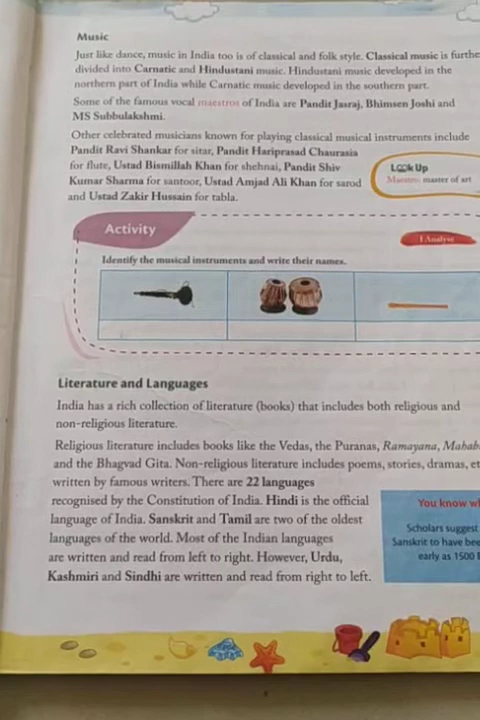 Music
Just like dance, music in India too is of classical and folk style. Classical music is
divided into Carnatic and Hindustani music. Hindustani music developed in the
northern part of India while Carnatic music developed in the southern part.
Some of the famous vocal maestros of India are Pandit Jasraj, Bhimsen Joshi and
MS Subbulakshmi.
Other celebrated musicians known for playing classical musical instruments include
Pandit Ravi Shankar for sitar, Pandit Hariprasad Chaurasia
for flute, Ustad Bismillah Khan for shehnai, Pandit Shiv
Kumar Sharma for santoor, Ustad Amjad Ali Khan for sarod
and Ustad Zakir Hussain for tabla.
Look Up
Maestro: master of art
Activity
I Analyse
Identify the musical instruments and write their names.
Literature and Languages
India has a rich collection of literature (books) that includes both religious and
non-religious literature.
Religious literature includes books like the Vedas, the Puranas, Ramayana,
and the Bhagvad Gita. Non-religious literature includes poems, stories, dramas,
written by famous writers. There are 22 languages
recognised by the Constitution of India. Hindi is the official
language of India. Sanskrit and Tamil are two of the oldest
languages of the world. Most of the Indian languages
are written and read from left to right. However, Urdu,
Kashmiri and Sindhi are written and read from right to left.
You know
Scholars suggest
Sanskrit to have
early as 1500